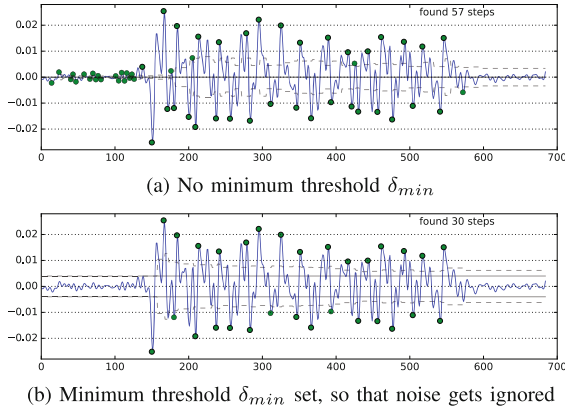 found 57 steps
0.02
0.01
0.00
−0.01
−0.02
0 100 200 300 400 500 600 700
(a) No minimum threshold δmin
found 30 steps
0.02
0.01
0.00
−0.01
−0.02
0 100 200 300 400 500 600 700
(b) Minimum threshold δmin set, so that noise gets ignored